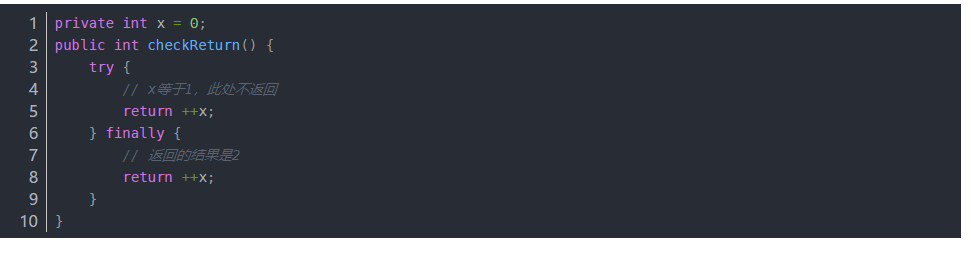 1 private int x = 0;
2 public int checkReturn() {
3     try {
4         // x等于1，此处不返回
5         return ++x;
6     } finally {
7         // 返回的结果是2
8         return ++x;
9     }
10 }